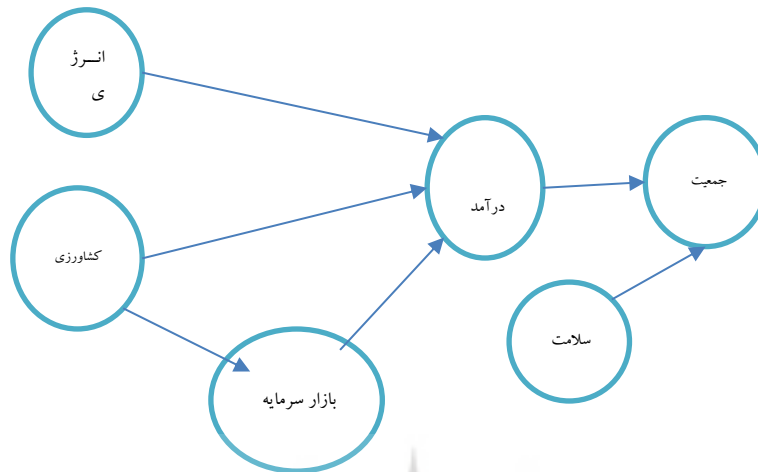 انــرژ
ی
جمعیت
درآمد
کشاورزی
سلامت
بازار سرمایه